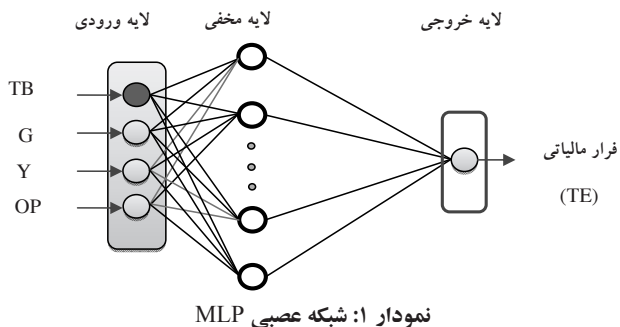 لایه ورودی
لایه مخفی
لایه خروجی
TB
G
Y
OP
فرار مالیاتی
(TE)
نمودار ۱: شبکه عصبی MLP